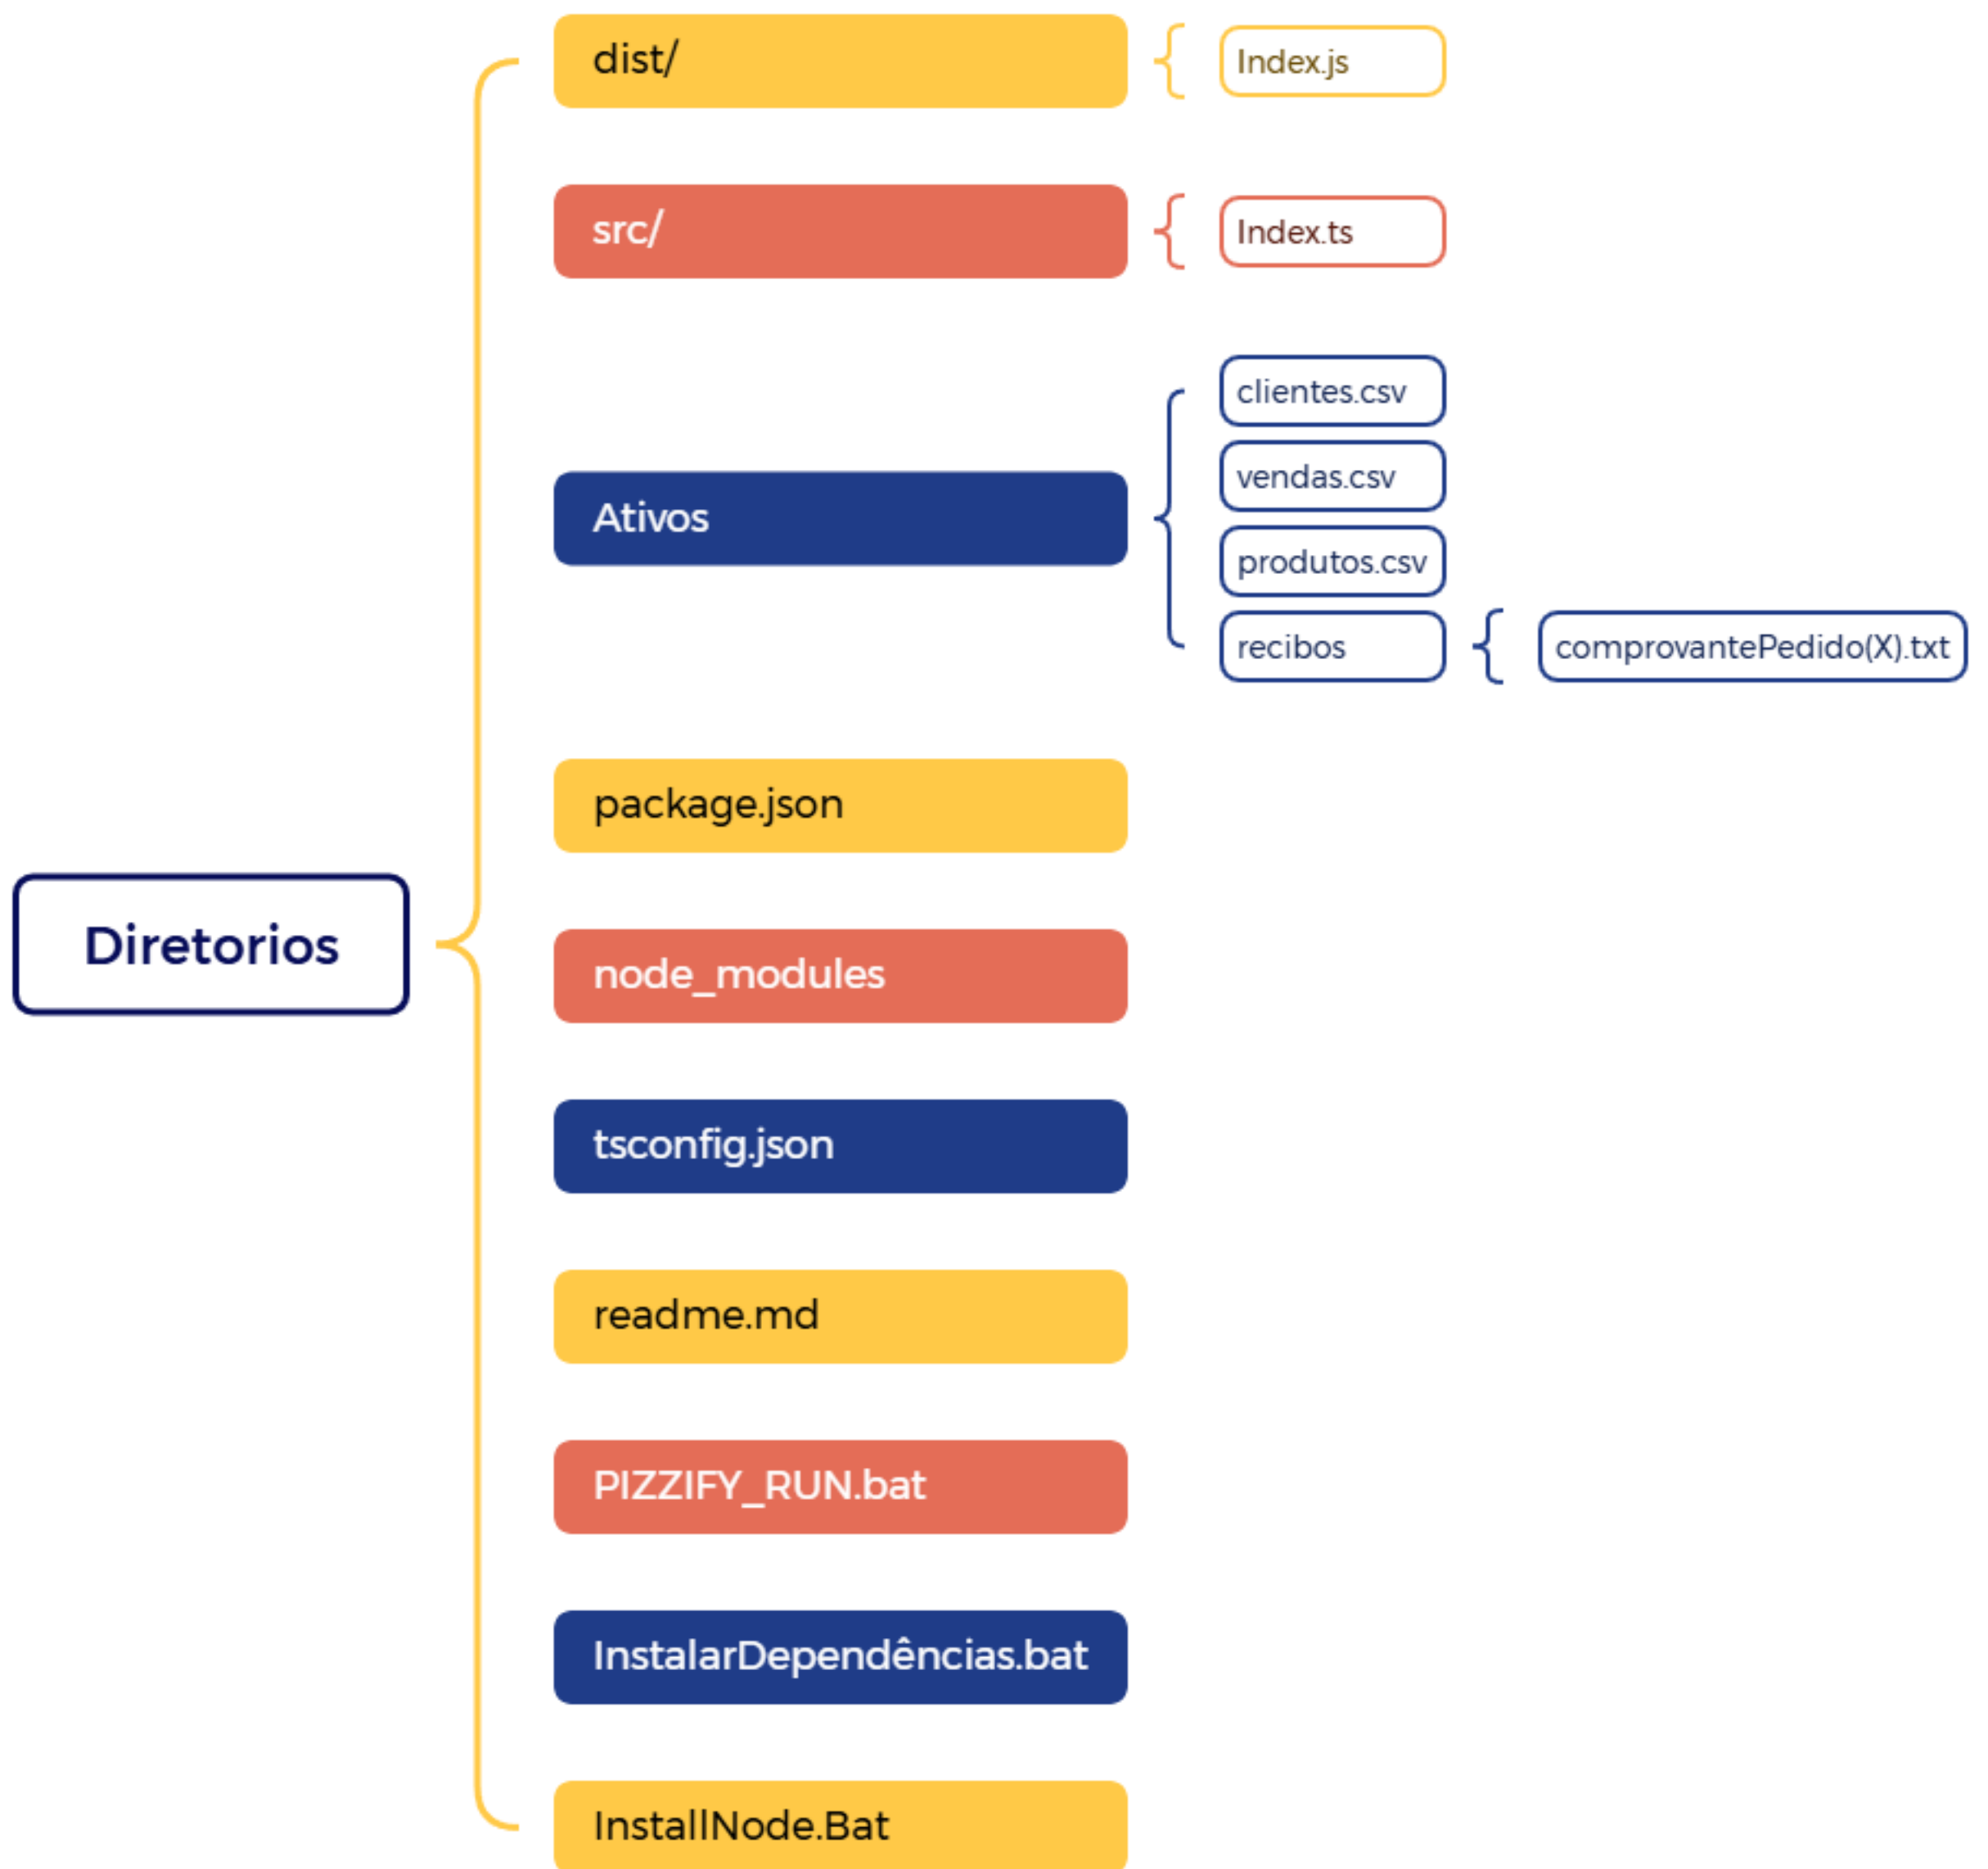 dist/
Index.js
src/
Index.ts
clientes.csv
vendas.csv
Ativos
produtos.csv
recibos
comprovantePedido(X).txt
package.json
Diretorios
node_modules
tsconfig.json
readme.md
PIZZIFY_RUN.bat
InstalarDependências.bat
InstallNode.Bat